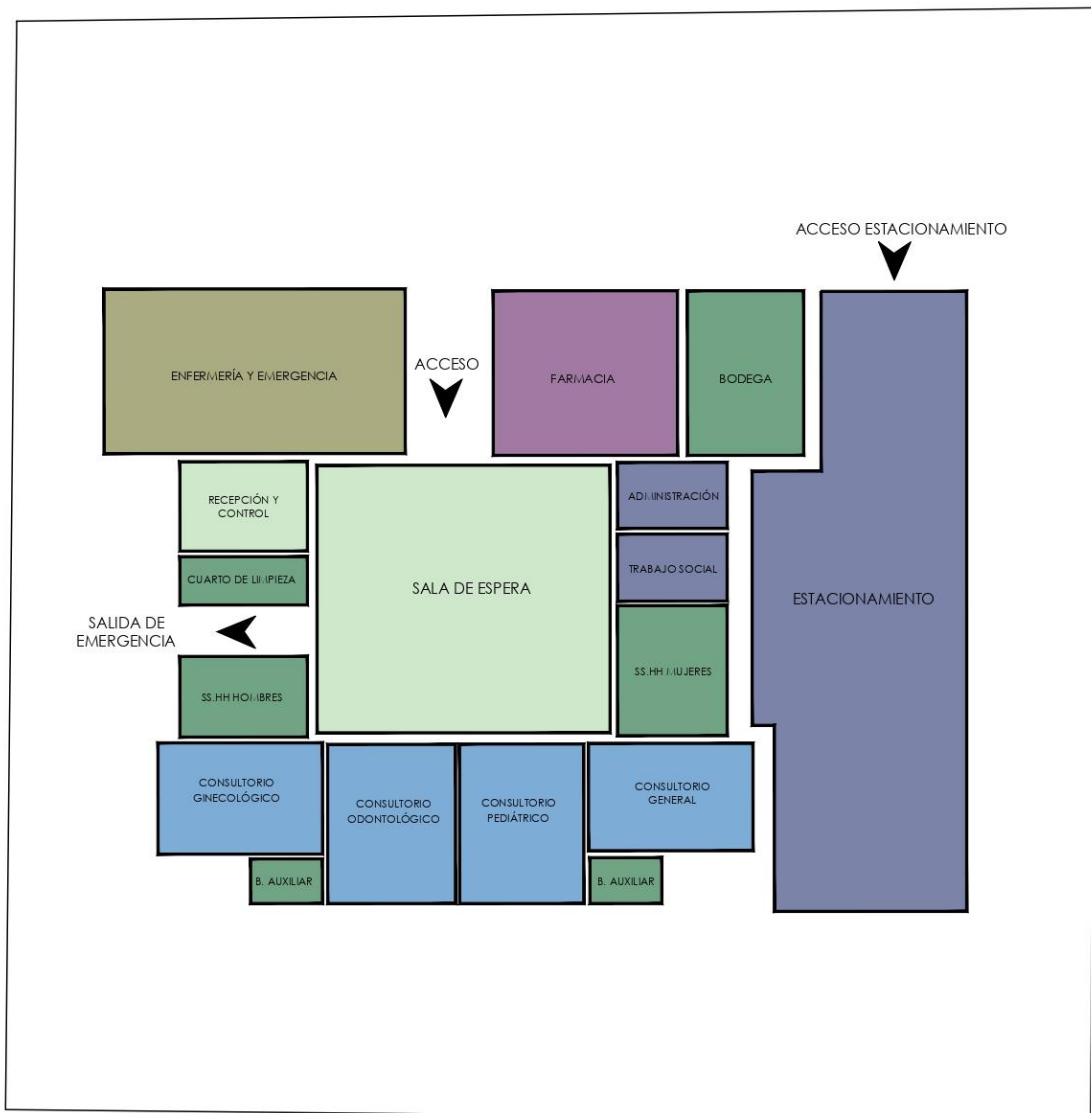 ACCESO ESTACIONAMIENTO
ACCESO
ENFERMERÍA Y EMERGENCIA
FARMACIA
BODEGA
RECEPCIÓN Y
CONTROL
ADMINISTRACIÓN
CUARTO DE LIMPIEZA
SALA DE ESPERA
TRABAJO SOCIAL
ESTACIONAMIENTO
SALIDA DE
EMERGENCIA
SS.HH HOMBRES
SS.HH MUJERES
CONSULTORIO
GINECOLÓGICO
CONSULTORIO
ODONTOLÓGICO
CONSULTORIO
PEDIÁTRICO
CONSULTORIO
GENERAL
B. AUXILIAR
B. AUXILIAR